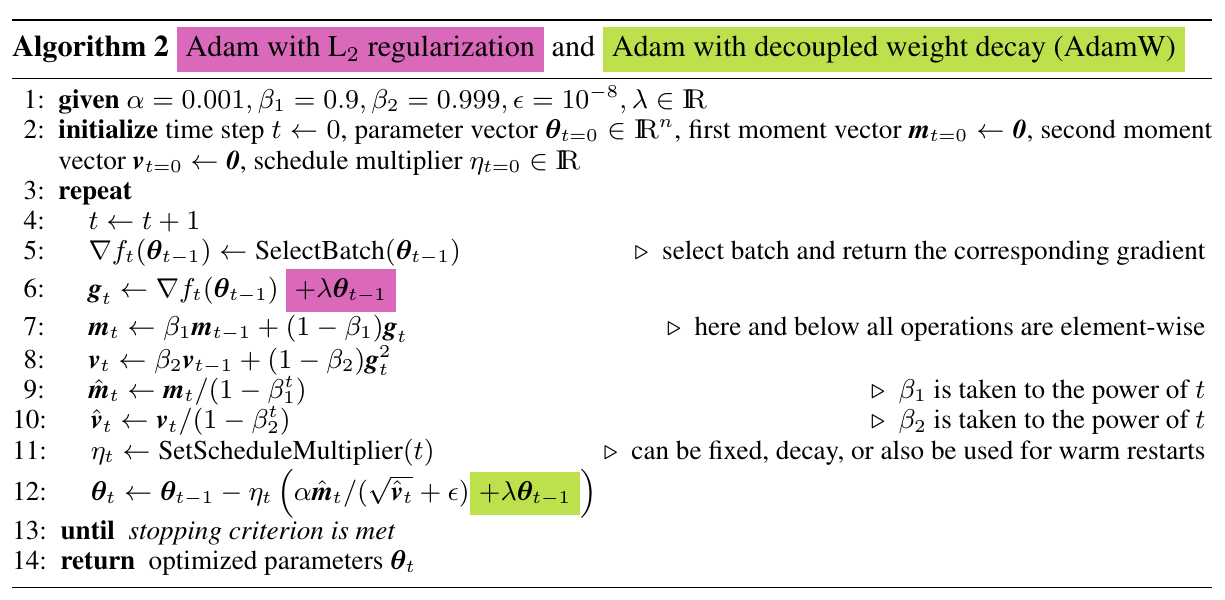 Algorithm 2 Adam with L₂ regularization and Adam with decoupled weight decay (AdamW)
1: given α = 0.001, β₁ = 0.9, β₂ = 0.999, ϵ = 10⁻⁸, λ ∈ ℝ
2: initialize time step t ← 0, parameter vector θ_{t=0} ∈ ℝⁿ, first moment vector m_{t=0} ← 0, second moment
vector v_{t=0} ← 0, schedule multiplier η_{t=0} ∈ ℝ
3: repeat
4: t ← t + 1
5: ∇f_t(θ_{t−1}) ← SelectBatch(θ_{t−1}) ▷ select batch and return the corresponding gradient
6: g_t ← ∇f_t(θ_{t−1}) +λθ_{t−1}
7: m_t ← β₁m_{t−1} + (1 − β₁)g_t ▷ here and below all operations are element-wise
8: v_t ← β₂v_{t−1} + (1 − β₂)g_t²
9: m̂_t ← m_t/(1 − β₁ᵗ) ▷ β₁ is taken to the power of t
10: v̂_t ← v_t/(1 − β₂ᵗ) ▷ β₂ is taken to the power of t
11: η_t ← SetScheduleMultiplier(t) ▷ can be fixed, decay, or also be used for warm restarts
12: θ_t ← θ_{t−1} − η_t (αm̂_t/(√v̂_t + ϵ) +λθ_{t−1})
13: until stopping criterion is met
14: return optimized parameters θ_t